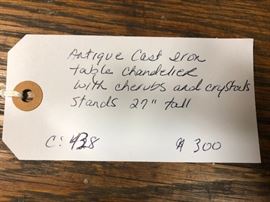 Antique Cast Iron
table chandelier
with cherubs and crystals
stands 27" tall
C: 428 $ 300